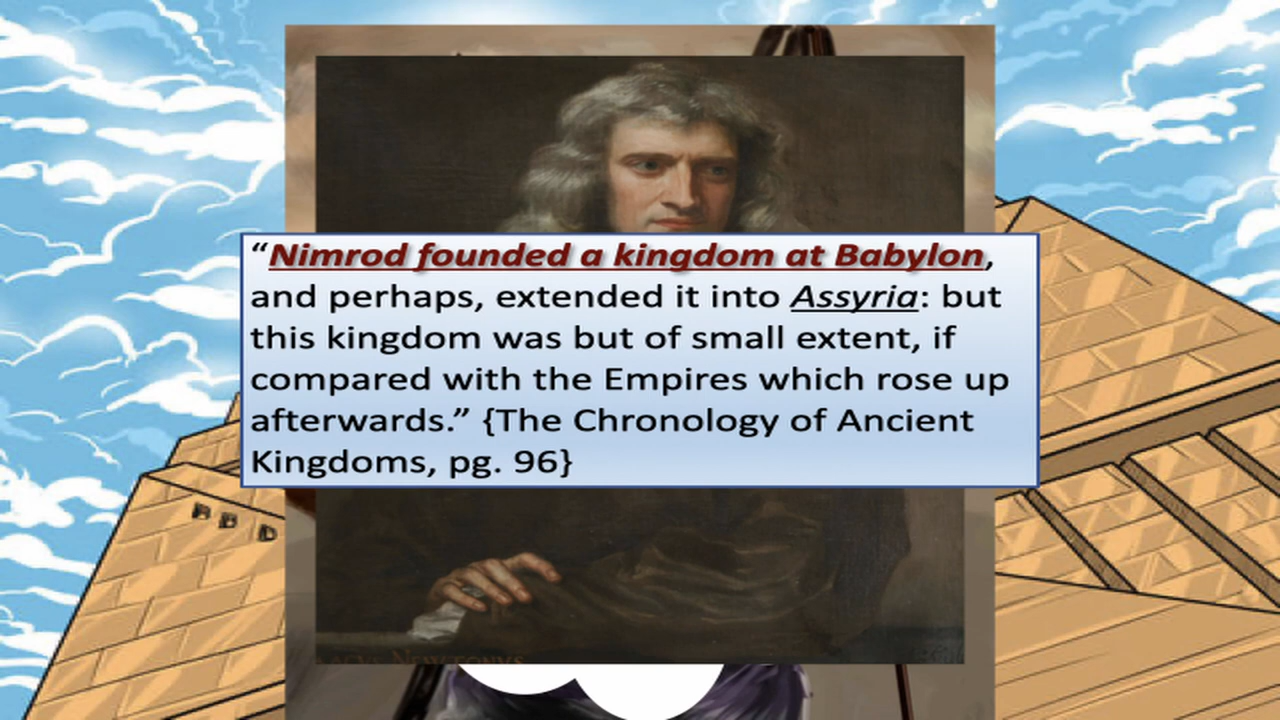 “Nimrod founded a kingdom at Babylon,
and perhaps, extended it into Assyria: but
this kingdom was but of small extent, if
compared with the Empires which rose up
afterwards.” {The Chronology of Ancient
Kingdoms, pg. 96}